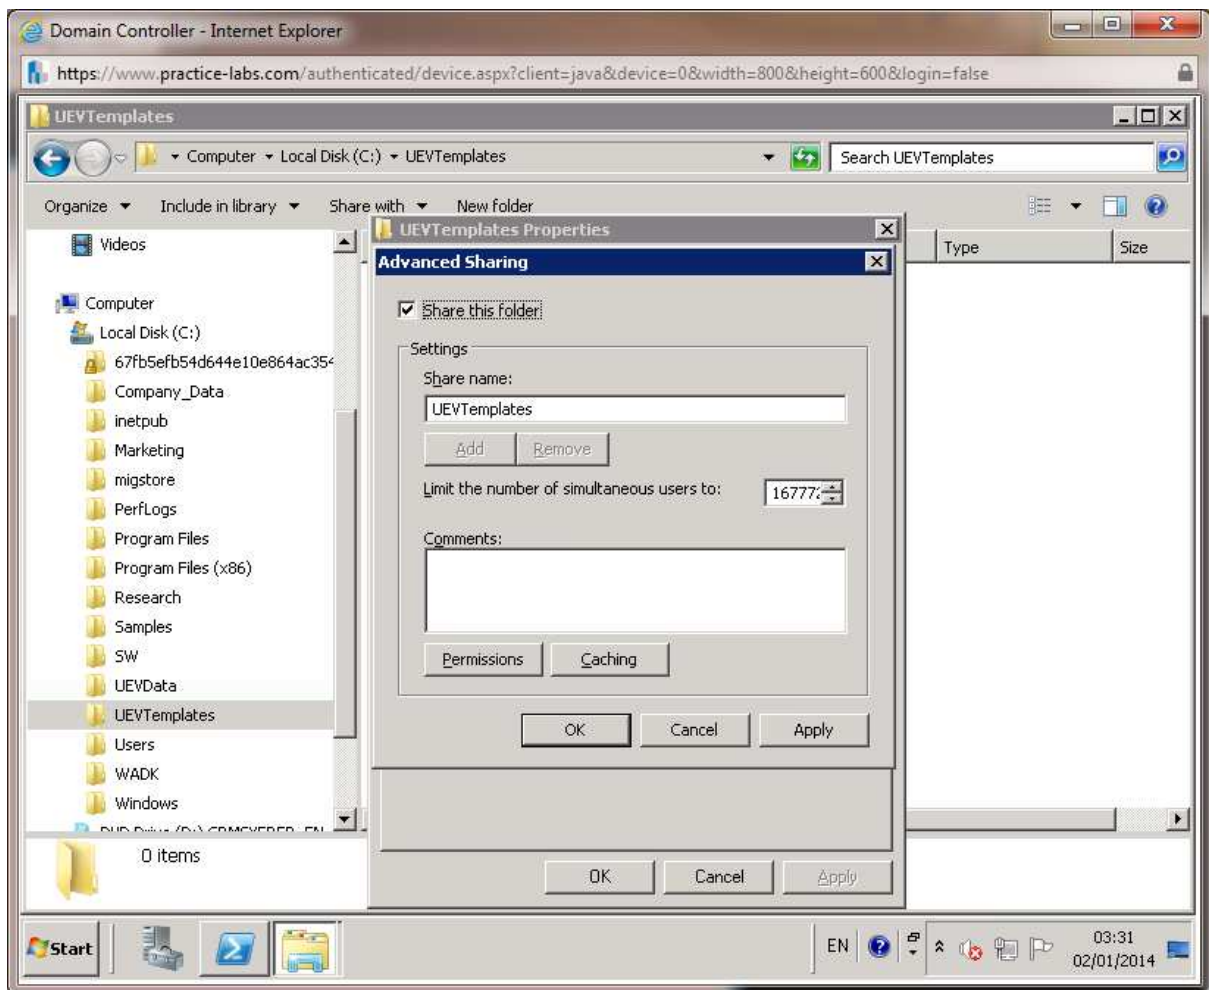 Domain Controller - Internet Explorer
https://www.practice-labs.com/authenticated/device.aspx?client=java&device=0&width=800&height=600&login=false
UEVTemplates
Computer Local Disk (C:) UEVTemplates
Search UEVTemplates
Organize Include in library Share with New folder
Videos
Computer
Local Disk (C:)
67fb5efb54d644e10e864ac354
Company_Data
inetpub
Marketing
migstore
PerfLogs
Program Files
Program Files (x86)
Research
Samples
SW
UEVData
UEVTemplates
Users
WADK
Windows
DVD Drive (D:)
0 items
Type Size
UEVTemplates Properties
Advanced Sharing
Share this folder
Settings
Share name:
UEVTemplates
Add Remove
Limit the number of simultaneous users to: 16777
Comments:
Permissions Caching
OK Cancel Apply
OK Cancel Apply
Start
EN
03:31
02/01/2014